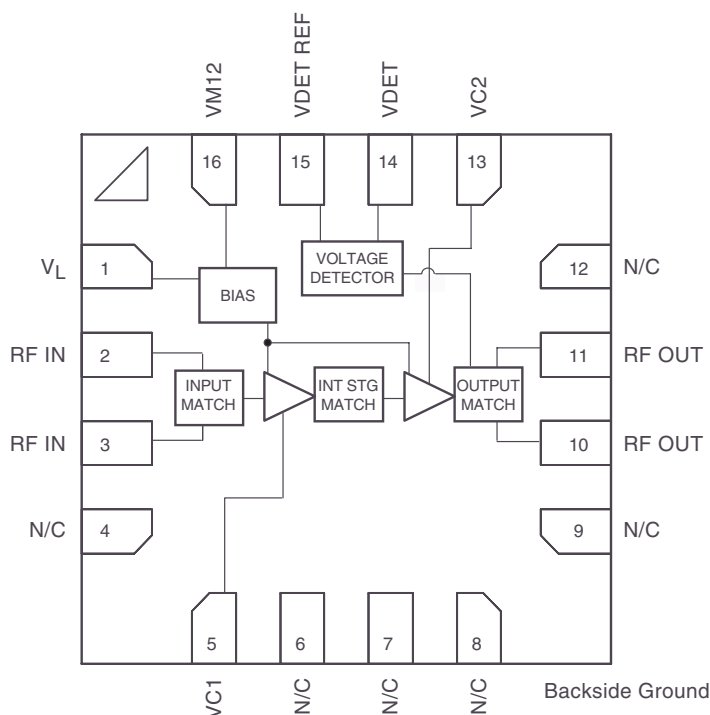 VM12
VDET REF
VDET
VC2
16
15
14
13
VL
1
VOLTAGE
DETECTOR
12
N/C
BIAS
RF IN
2
11
RF OUT
INPUT
MATCH
INT STG
MATCH
OUTPUT
MATCH
RF IN
3
10
RF OUT
N/C
4
9
N/C
5
6
7
8
VC1
N/C
N/C
N/C
Backside Ground